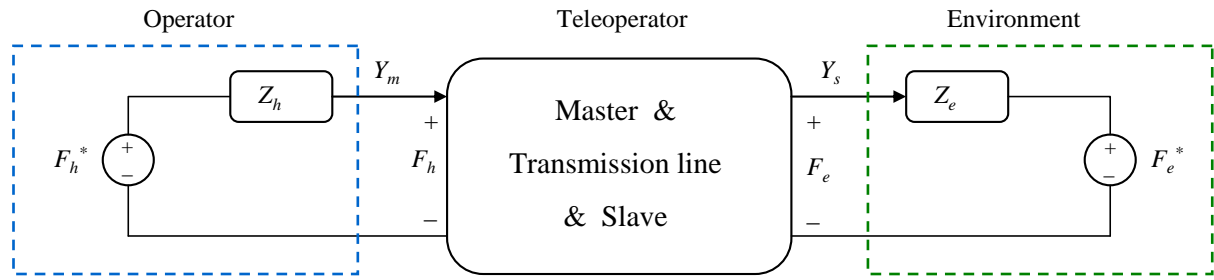 Operator
Teleoperator
Environment
Y_m
Y_s
Z_h
Z_e
Master &
Transmission line
& Slave
+
F_h
−
+
F_e
−
F_h*
+
−
F_e*
+
−